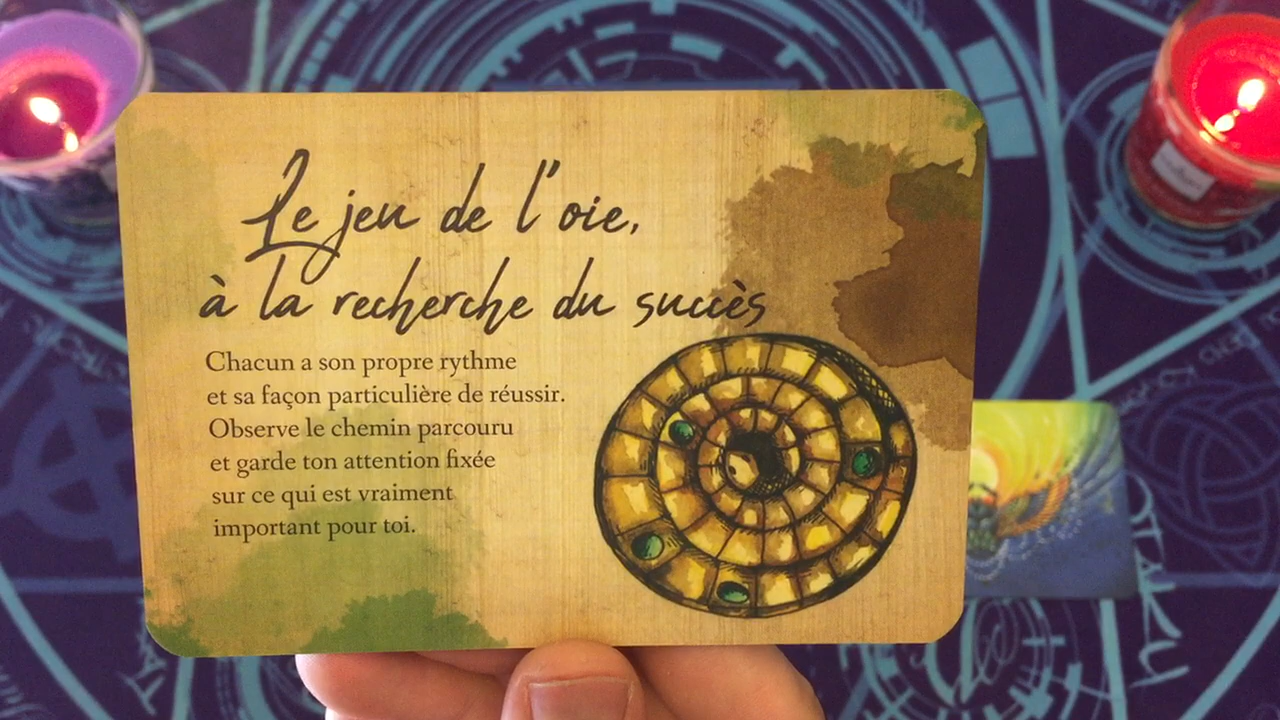 Le jeu de l'oie,
à la recherche du succès
Chacun a son propre rythme
et sa façon particulière de réussir.
Observe le chemin parcouru
et garde ton attention fixée
sur ce qui est vraiment
important pour toi.